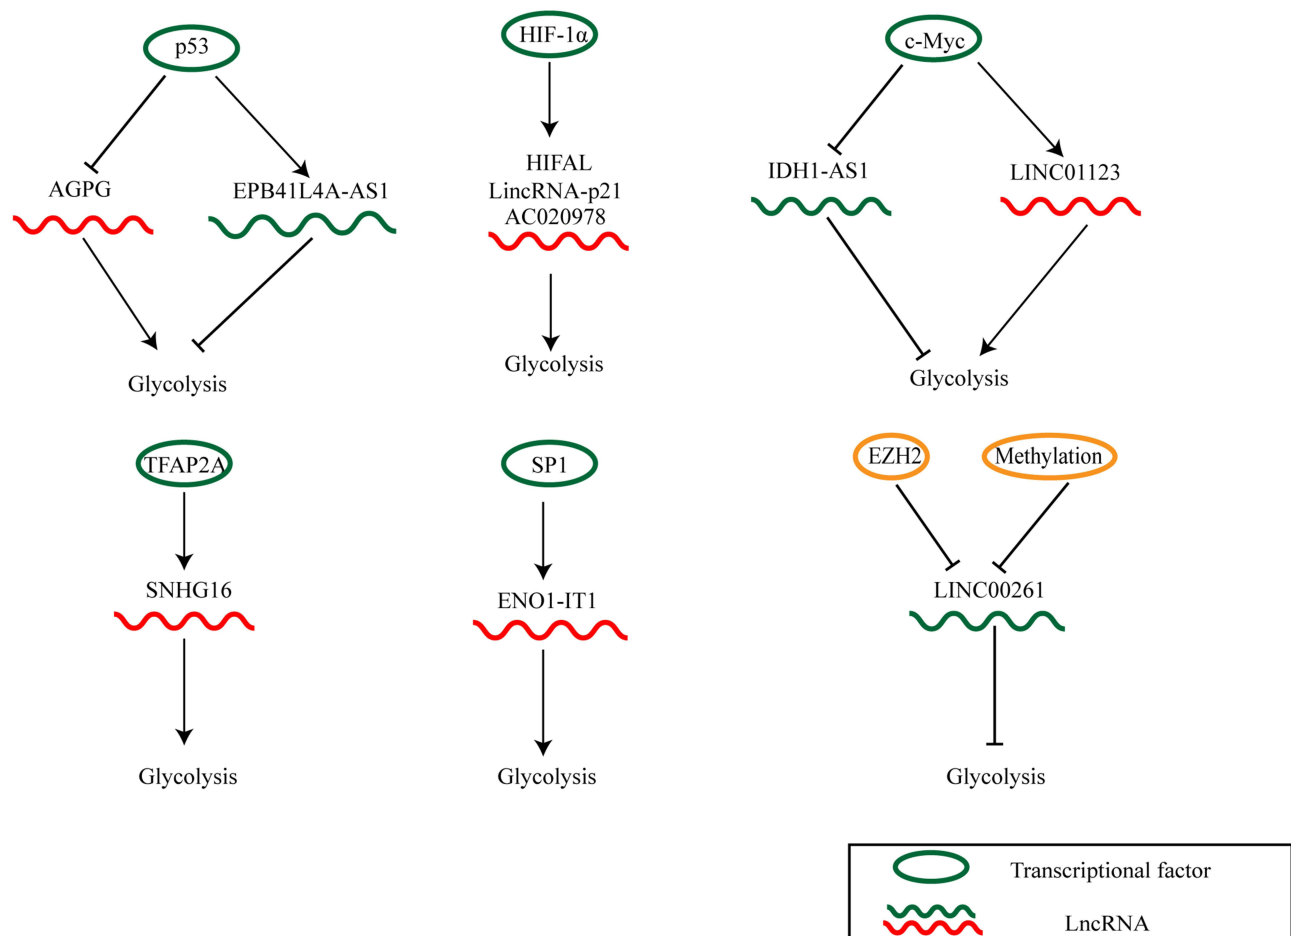 p53
HIF-1α
c-Myc
AGPG
EPB41L4A-AS1
HIFAL
LincRNA-p21
AC020978
IDH1-AS1
LINC01123
Glycolysis
Glycolysis
Glycolysis
TFAP2A
SP1
EZH2
Methylation
SNHG16
ENO1-IT1
LINC00261
Glycolysis
Glycolysis
Glycolysis
Transcriptional factor
LncRNA